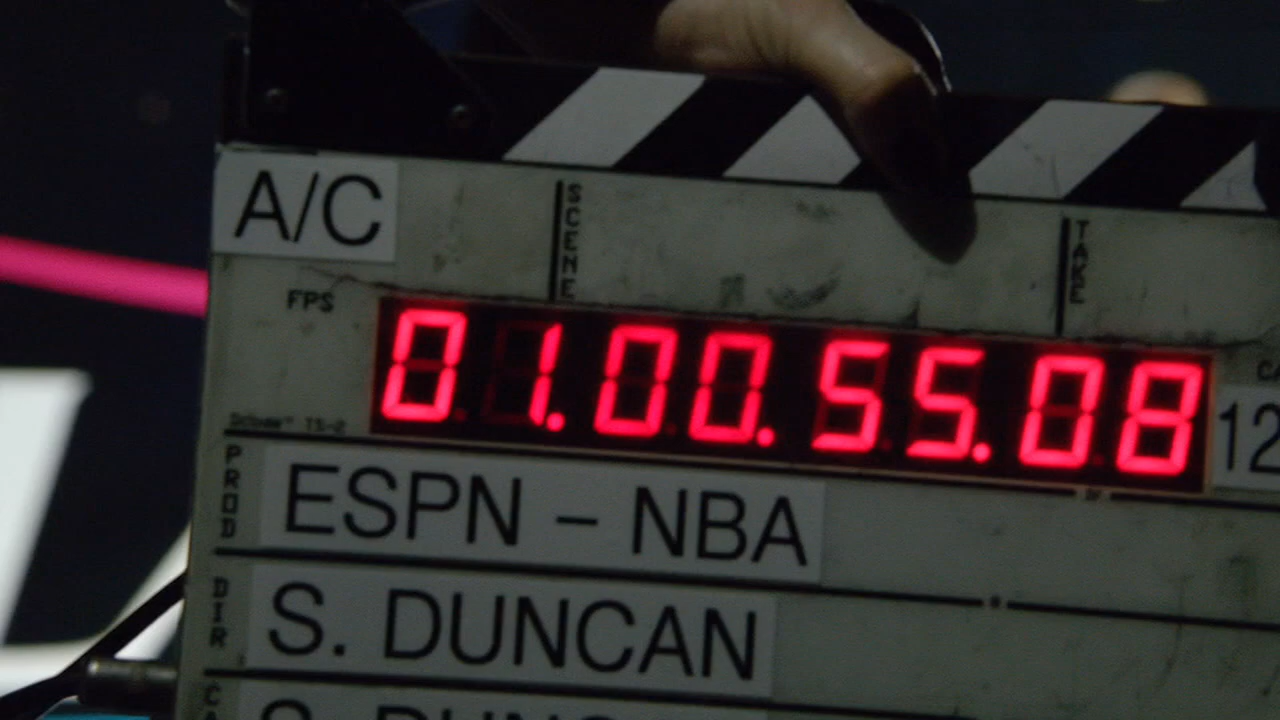 A/C
SCENE
TAKE
FPS
01.00.55.08
12
PROD
ESPN – NBA
DIR
S. DUNCAN